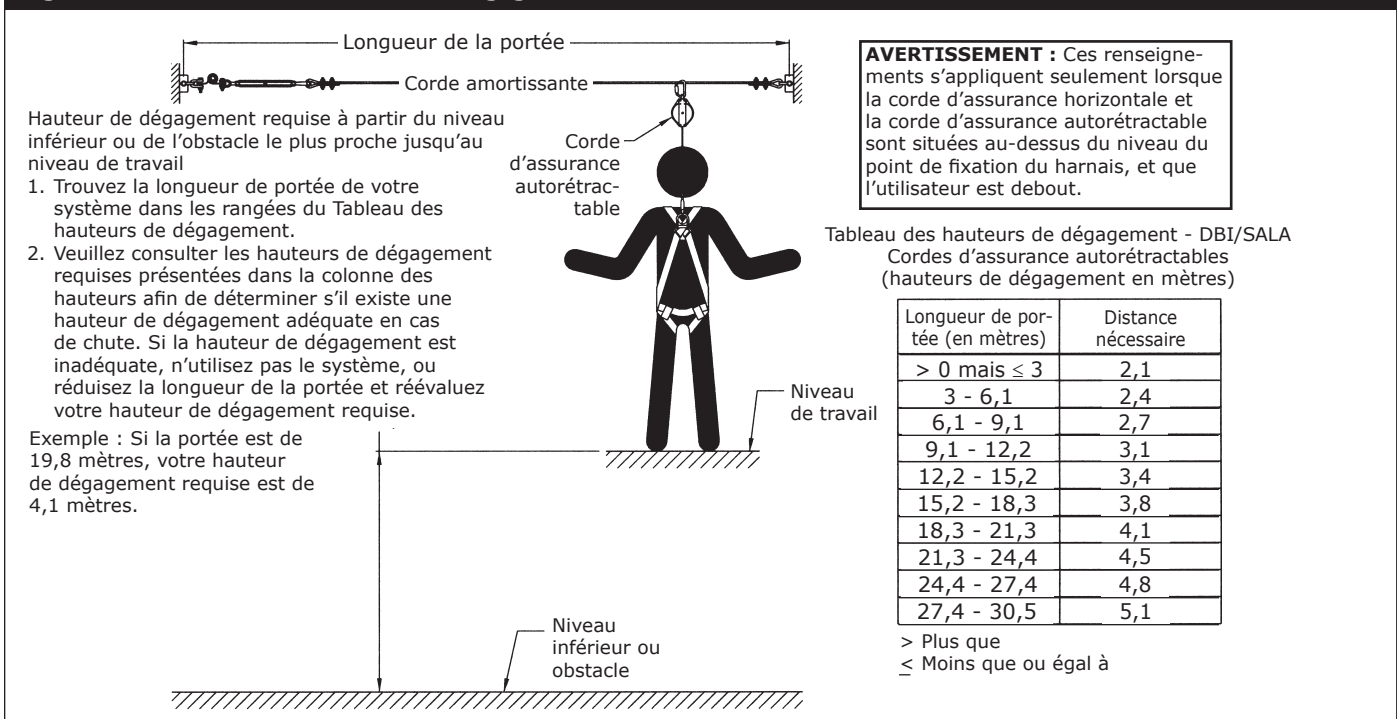 Longueur de la portée
Corde amortissante
Hauteur de dégagement requise à partir du niveau
inférieur ou de l'obstacle le plus proche jusqu'au
niveau de travail
1. Trouvez la longueur de portée de votre
système dans les rangées du Tableau des
hauteurs de dégagement.
2. Veuillez consulter les hauteurs de dégagement
requises présentées dans la colonne des
hauteurs afin de déterminer s'il existe une
hauteur de dégagement adéquate en cas
de chute. Si la hauteur de dégagement est
inadéquate, n'utilisez pas le système, ou
réduisez la longueur de la portée et réévaluez
votre hauteur de dégagement requise.
Exemple : Si la portée est de
19,8 mètres, votre hauteur
de dégagement requise est de
4,1 mètres.
Corde
d'assurance
autorétrac-
table
Niveau
de travail
Niveau
inférieur ou
obstacle
AVERTISSEMENT : Ces renseigne-
ments s'appliquent seulement lorsque
la corde d'assurance horizontale et
la corde d'assurance autorétractable
sont situées au-dessus du niveau du
point de fixation du harnais, et que
l'utilisateur est debout.
Tableau des hauteurs de dégagement - DBI/SALA
Cordes d'assurance autorétractables
(hauteurs de dégagement en mètres)
Longueur de por-
tée (en mètres)
Distance
nécessaire
> 0 mais ≤ 3 2,1
3 - 6,1 2,4
6,1 - 9,1 2,7
9,1 - 12,2 3,1
12,2 - 15,2 3,4
15,2 - 18,3 3,8
18,3 - 21,3 4,1
21,3 - 24,4 4,5
24,4 - 27,4 4,8
27,4 - 30,5 5,1
> Plus que
≤ Moins que ou égal à